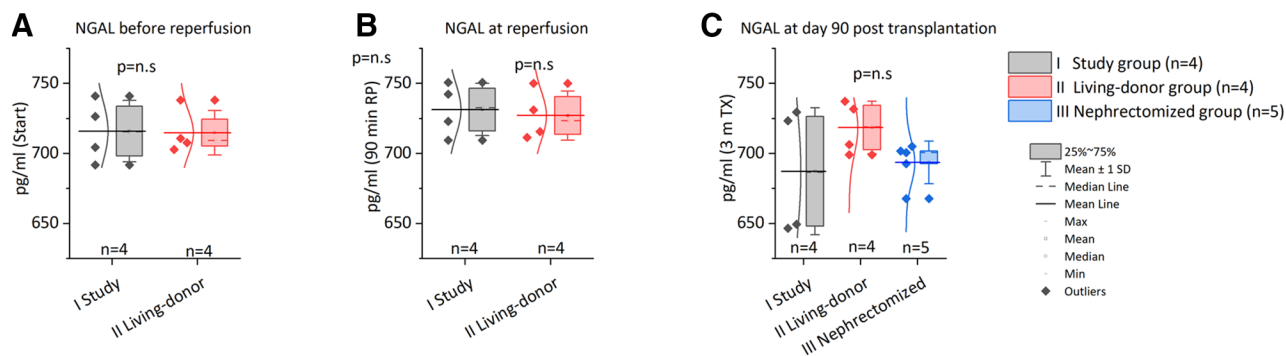 A
NGAL before reperfusion
p=n.s
750
700
650
pg/ml (Start)
n=4
n=4
I Study
II Living-donor
B
NGAL at reperfusion
p=n.s
p=n.s
750
700
650
pg/ml (90 min RP)
n=4
n=4
I Study
II Living-donor
C
NGAL at day 90 post transplantation
p=n.s
750
700
650
pg/ml (3 m TX)
n=4
n=4
n=5
I Study
II Living-donor
III Nephrectomized
I Study group (n=4)
II Living-donor group (n=4)
III Nephrectomized group (n=5)
25%~75%
Mean ± 1 SD
Median Line
Mean Line
Max
Mean
Median
Min
Outliers